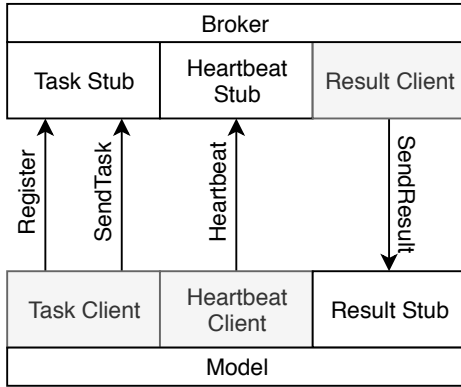 Broker
Task Stub
Heartbeat
Stub
Result Client
Register
SendTask
Heartbeat
SendResult
Task Client
Heartbeat
Client
Result Stub
Model